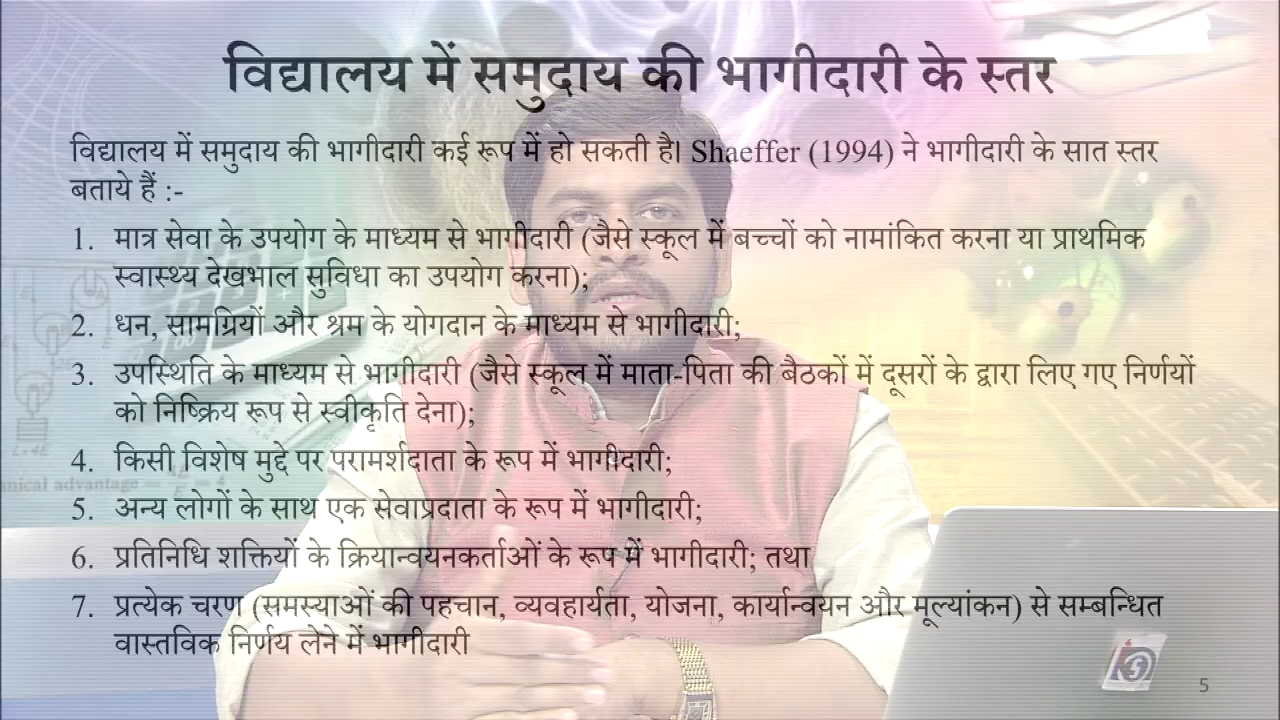 विद्यालय में समुदाय की भागीदारी के स्तर
विद्यालय में समुदाय की भागीदारी कई रूप में हो सकती है। Shaeffer (1994) ने भागीदारी के सात स्तर
बताये हैं :-
1. मात्र सेवा के उपयोग के माध्यम से भागीदारी (जैसे स्कूल में बच्चों को नामांकित करना या प्राथमिक
स्वास्थ्य देखभाल सुविधा का उपयोग करना);
2. धन, सामग्रियों और श्रम के योगदान के माध्यम से भागीदारी;
3. उपस्थिति के माध्यम से भागीदारी (जैसे स्कूल में माता-पिता की बैठकों में दूसरों के द्वारा लिए गए निर्णयों
को निष्क्रिय रूप से स्वीकृति देना);
4. किसी विशेष मुद्दे पर परामर्शदाता के रूप में भागीदारी;
nical advantage =
5. अन्य लोगों के साथ एक सेवाप्रदाता के रूप में भागीदारी;
6. प्रतिनिधि शक्तियों के क्रियान्वयनकर्ताओं के रूप में भागीदारी; तथा
7. प्रत्येक चरण (समस्याओं की पहचान, व्यवहार्यता, योजना, कार्यान्वयन और मूल्यांकन) से सम्बन्धित
वास्तविक निर्णय लेने में भागीदारी
5